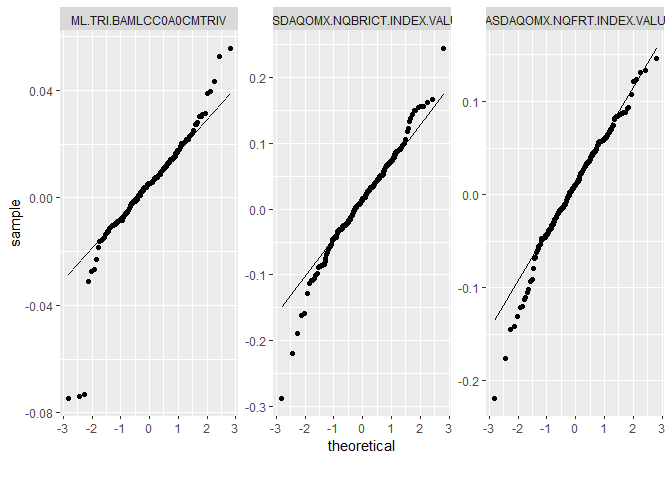 ML.TRI.BAMLCC0A0CMTRIV
SDAQOMX.NQBRICT.INDEX.VALU
ASDAQOMX.NQFRT.INDEX.VALU
sample
0.04
0.00
-0.04
-0.08
0.2
0.1
0.0
-0.1
-0.2
-0.3
0.1
0.0
-0.1
-0.2
-3 -2 -1 0 1 2 3
-3 -2 -1 0 1 2 3
-3 -2 -1 0 1 2 3
theoretical